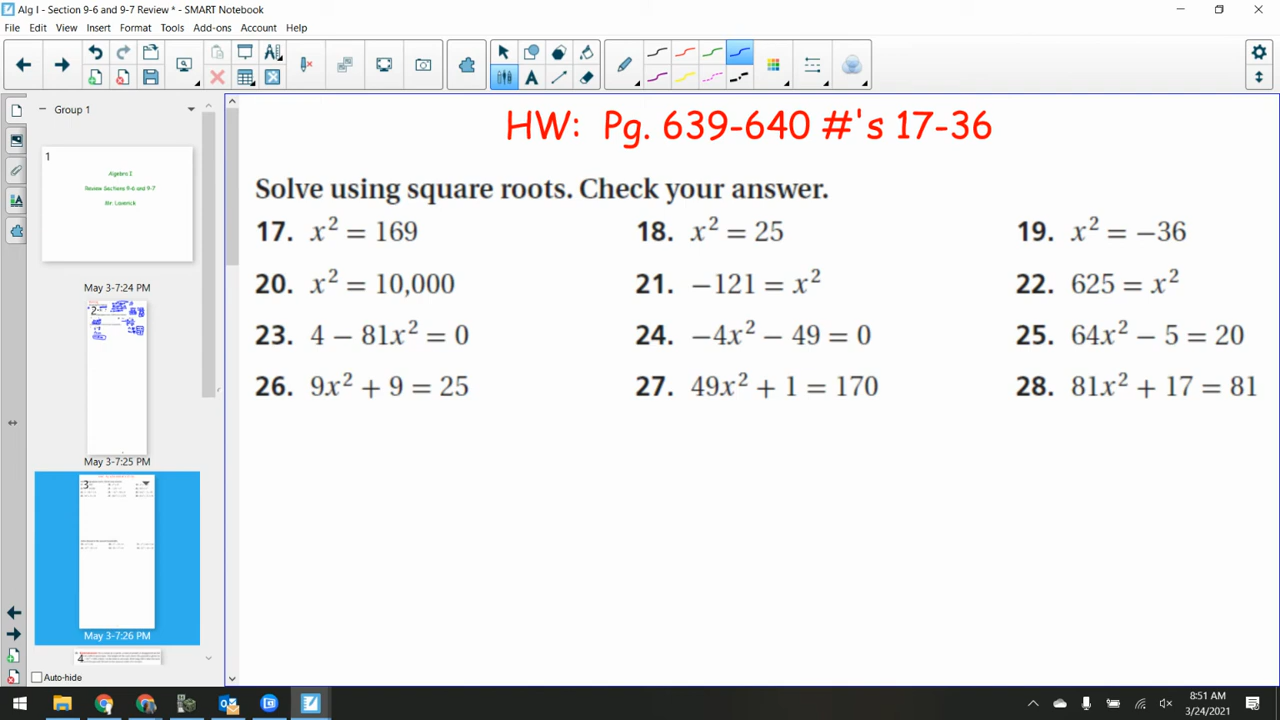 Alg I - Section 9-6 and 9-7 Review * - SMART Notebook
File Edit View Insert Format Tools Add-ons Account Help
Group 1
1
Algebra I
Review Sections 9-6 and 9-7
Mr. Laverick
May 3-7:24 PM
2
May 3-7:25 PM
3
May 3-7:26 PM
4
Auto-hide
HW: Pg. 639-640 #'s 17-36
Solve using square roots. Check your answer.
17. x² = 169 18. x² = 25 19. x² = −36
20. x² = 10,000 21. −121 = x² 22. 625 = x²
23. 4 − 81x² = 0 24. −4x² − 49 = 0 25. 64x² − 5 = 20
26. 9x² + 9 = 25 27. 49x² + 1 = 170 28. 81x² + 17 = 81
8:51 AM
3/24/2021